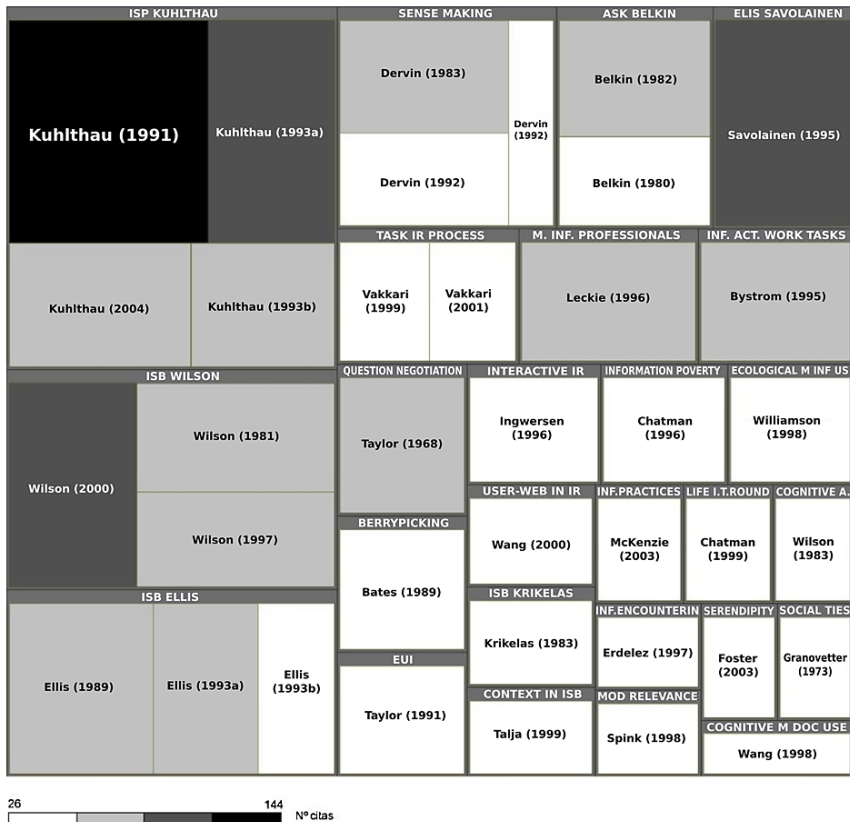 ISP KUHLTHAU
Kuhlthau (1991)
Kuhlthau (1993a)
Kuhlthau (2004)
Kuhlthau (1993b)
SENSE MAKING
Dervin (1983)
Dervin
(1992)
Dervin (1992)
ASK BELKIN
Belkin (1982)
Belkin (1980)
ELIS SAVOLAINEN
Savolainen (1995)
TASK IR PROCESS
Vakkari
(1999)
Vakkari
(2001)
M. INF. PROFESSIONALS
Leckie (1996)
INF. ACT. WORK TASKS
Bystrom (1995)
ISB WILSON
Wilson (2000)
Wilson (1981)
Wilson (1997)
ISB ELLIS
Ellis (1989)
Ellis (1993a)
Ellis
(1993b)
QUESTION NEGOTIATION
Taylor (1968)
BERRYPICKING
Bates (1989)
EUI
Taylor (1991)
INTERACTIVE IR
Ingwersen
(1996)
INFORMATION POVERTY
Chatman
(1996)
ECOLOGICAL M INF US
Williamson
(1998)
USER-WEB IN IR
Wang (2000)
ISB KRIKELAS
Krikelas (1983)
CONTEXT IN ISB
Talja (1999)
INF.PRACTICES
McKenzie
(2003)
LIFE I.T.ROUND
Chatman
(1999)
COGNITIVE A.
Wilson
(1983)
INF.ENCOUNTERIN
Erdelez (1997)
MOD RELEVANCE
Spink (1998)
SERENDIPITY
Foster
(2003)
SOCIAL TIES
Granovetter
(1973)
COGNITIVE M DOC USE
Wang (1998)
26
144
Nº citas